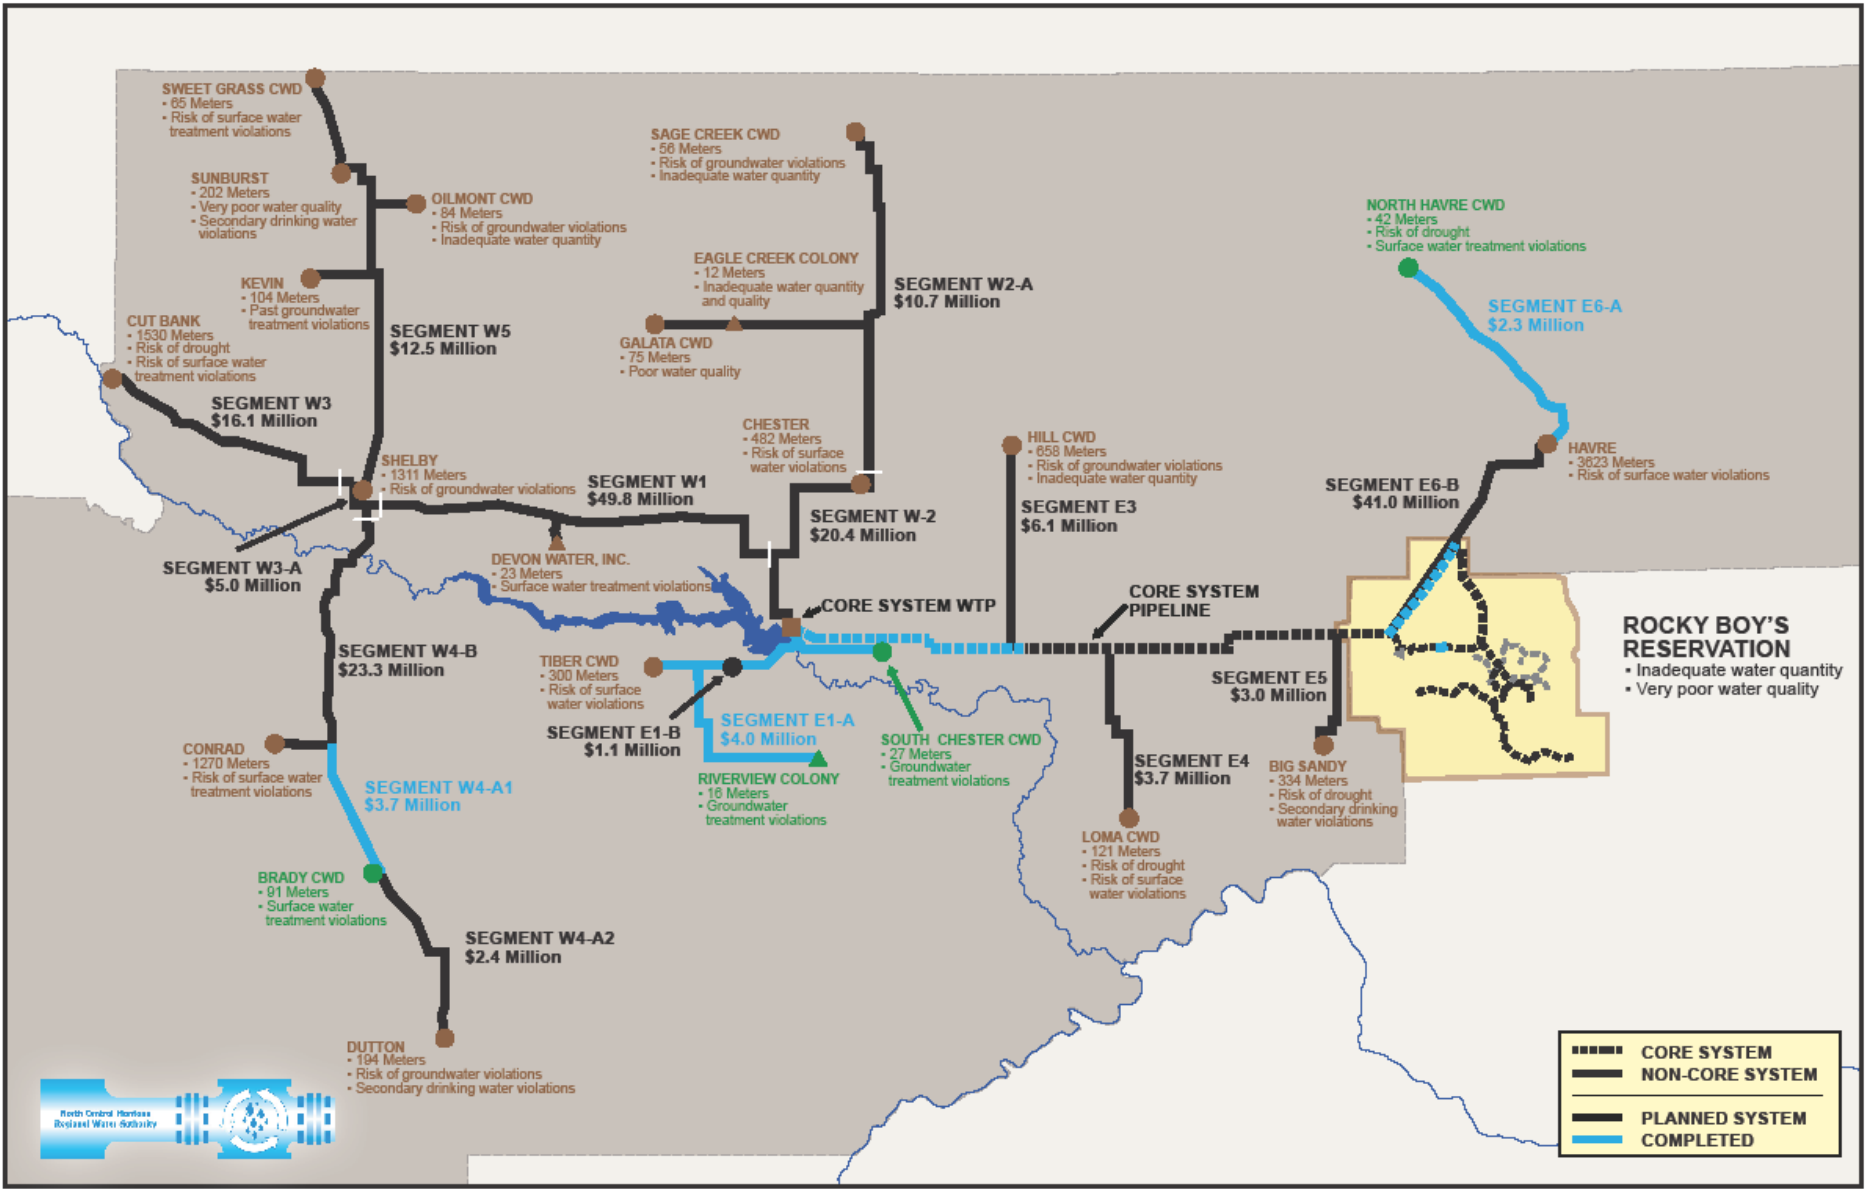 SWEET GRASS CWD
• 65 Meters
• Risk of surface water
treatment violations
SUNBURST
• 202 Meters
• Very poor water quality
• Secondary drinking water
violations
OILMONT CWD
• 84 Meters
• Risk of groundwater violations
• Inadequate water quantity
KEVIN
• 104 Meters
• Past groundwater
treatment violations
CUT BANK
• 1530 Meters
• Risk of drought
• Risk of surface water
treatment violations
SEGMENT W5
$12.5 Million
SEGMENT W3
$16.1 Million
SHELBY
• 1311 Meters
• Risk of groundwater violations
SEGMENT W3-A
$5.0 Million
SAGE CREEK CWD
• 56 Meters
• Risk of groundwater violations
• Inadequate water quantity
EAGLE CREEK COLONY
• 12 Meters
• Inadequate water quantity
and quality
SEGMENT W2-A
$10.7 Million
GALATA CWD
• 75 Meters
• Poor water quality
CHESTER
• 482 Meters
• Risk of surface
water violations
SEGMENT W1
$49.8 Million
SEGMENT W-2
$20.4 Million
DEVON WATER, INC.
• 23 Meters
• Surface water treatment violations
CORE SYSTEM WTP
HILL CWD
• 658 Meters
• Risk of groundwater violations
• Inadequate water quantity
SEGMENT E3
$6.1 Million
CORE SYSTEM
PIPELINE
NORTH HAVRE CWD
• 42 Meters
• Risk of drought
• Surface water treatment violations
SEGMENT E6-A
$2.3 Million
HAVRE
• 3623 Meters
• Risk of surface water violations
SEGMENT E6-B
$41.0 Million
ROCKY BOY'S
RESERVATION
• Inadequate water quantity
• Very poor water quality
SEGMENT W4-B
$23.3 Million
CONRAD
• 1270 Meters
• Risk of surface water
treatment violations
SEGMENT W4-A1
$3.7 Million
BRADY CWD
• 91 Meters
• Surface water
treatment violations
SEGMENT W4-A2
$2.4 Million
DUTTON
• 194 Meters
• Risk of groundwater violations
• Secondary drinking water violations
TIBER CWD
• 300 Meters
• Risk of surface
water violations
SEGMENT E1-B
$1.1 Million
SEGMENT E1-A
$4.0 Million
RIVERVIEW COLONY
• 16 Meters
• Groundwater
treatment violations
SOUTH CHESTER CWD
• 27 Meters
• Groundwater
treatment violations
SEGMENT E4
$3.7 Million
LOMA CWD
• 121 Meters
• Risk of drought
• Risk of surface
water violations
SEGMENT E5
$3.0 Million
BIG SANDY
• 334 Meters
• Risk of drought
• Secondary drinking
water violations
North Central Montana
Regional Water Authority
CORE SYSTEM
NON-CORE SYSTEM
PLANNED SYSTEM
COMPLETED